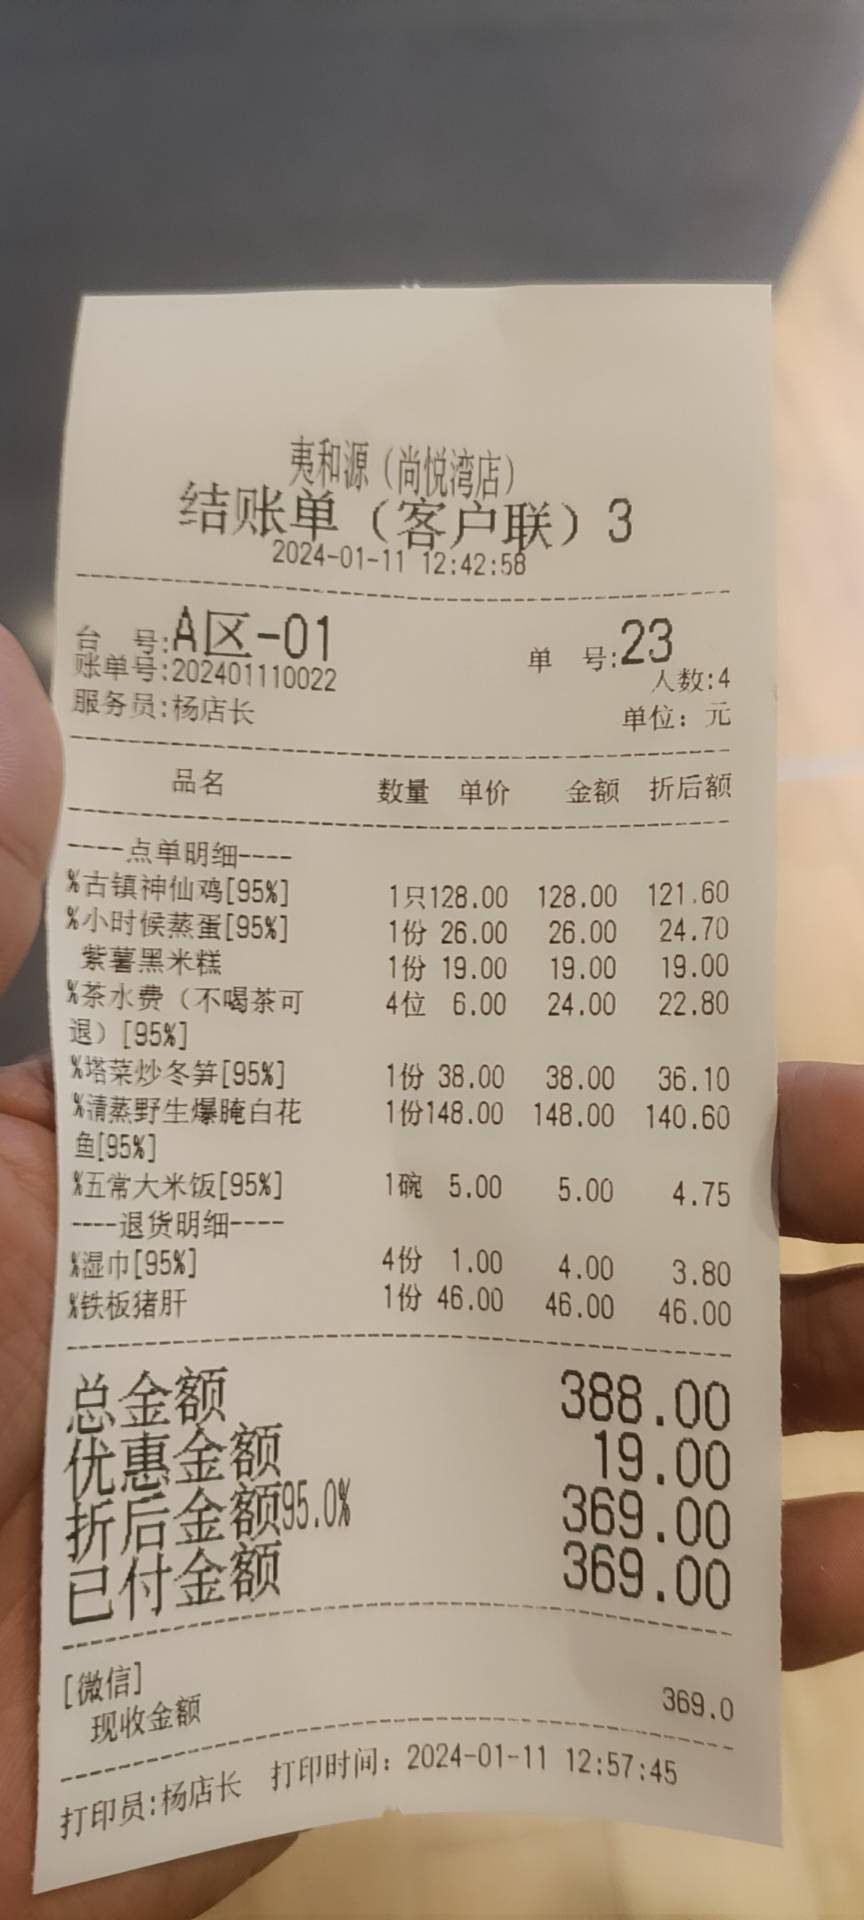 夷和源（尚悦湾店）
结账单（客户联）3
2024-01-11 12:42:58
台 号:A区-01 单 号:23
账单号:202401110022 人数:4
服务员:杨店长 单位：元
品名 数量 单价 金额 折后额
----点单明细----
%古镇神仙鸡[95%] 1只128.00 128.00 121.60
%小时候蒸蛋[95%] 1份 26.00 26.00 24.70
紫薯黑米糕 1份 19.00 19.00 19.00
%茶水费（不喝茶可 4位 6.00 24.00 22.80
退）[95%]
%塔菜炒冬笋[95%] 1份 38.00 38.00 36.10
%清蒸野生爆腌白花 1份148.00 148.00 140.60
鱼[95%]
%五常大米饭[95%] 1碗 5.00 5.00 4.75
----退货明细----
%湿巾[95%] 4份 1.00 4.00 3.80
%铁板猪肝 1份 46.00 46.00 46.00
总金额 388.00
优惠金额 19.00
折后金额95.0% 369.00
已付金额 369.00
[微信]
现收金额 369.0
打印员:杨店长 打印时间：2024-01-11 12:57:45